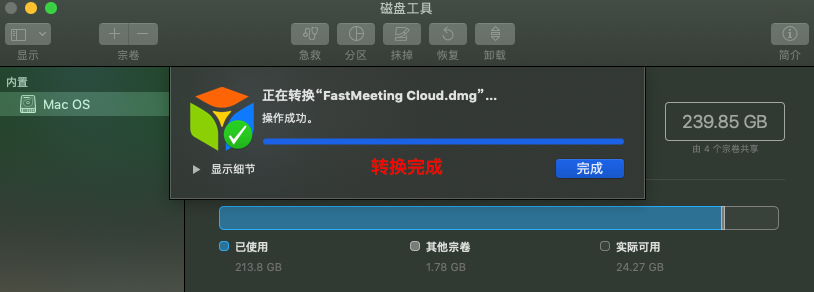 磁盘工具
显示
宗卷
急救
分区
抹掉
恢复
卸载
简介
内置
Mac OS
正在转换“FastMeeting Cloud.dmg”...
操作成功。
显示细节
转换完成
完成
239.85 GB
由 4 个宗卷共享
已使用
213.8 GB
其他宗卷
1.78 GB
实际可用
24.27 GB